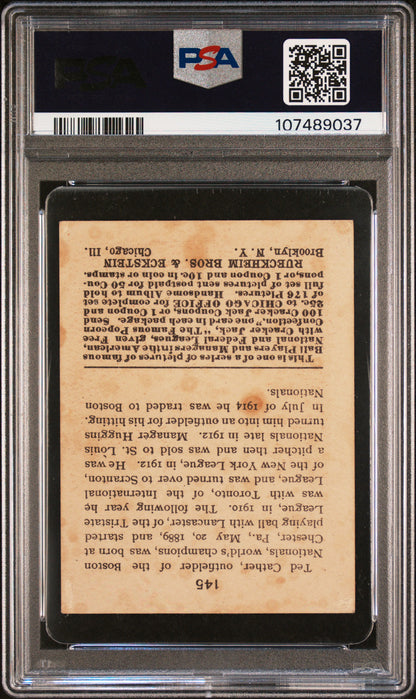 PSA
PSA
107489037
145
Ted Cather, outfielder of the Boston
Nationals, world's champions, was born at
Chester, Pa., May 20, 1889, and started
playing ball with Lancaster, of the Tristate
League, in 1910. The following year he
was with Toronto, of the International
League, and was turned over to Scranton,
of the New York League, in 1912. He was
a pitcher then and was sold to St. Louis
Nationals late in 1912. Manager Huggins
turned him into an outfielder for his hitting.
In July of 1914 he was traded to Boston
Nationals.
This is one of a series of pictures of famous
Ball Players and Managers in the American,
National and Federal Leagues, given Free
with Cracker Jack, "The Famous Popcorn
Confection," one card in each package. Send
100 Cracker Jack Coupons, or 1 Coupon and
25c. to CHICAGO OFFICE for complete set
of 176 Pictures. Handsome Album to hold
full set of pictures sent postpaid for 50 Cou-
pons, or 1 Coupon and 10c. in coin or stamps.
RUECKHEIM BROS. & ECKSTEIN
Brooklyn, N. Y. Chicago, Ill.